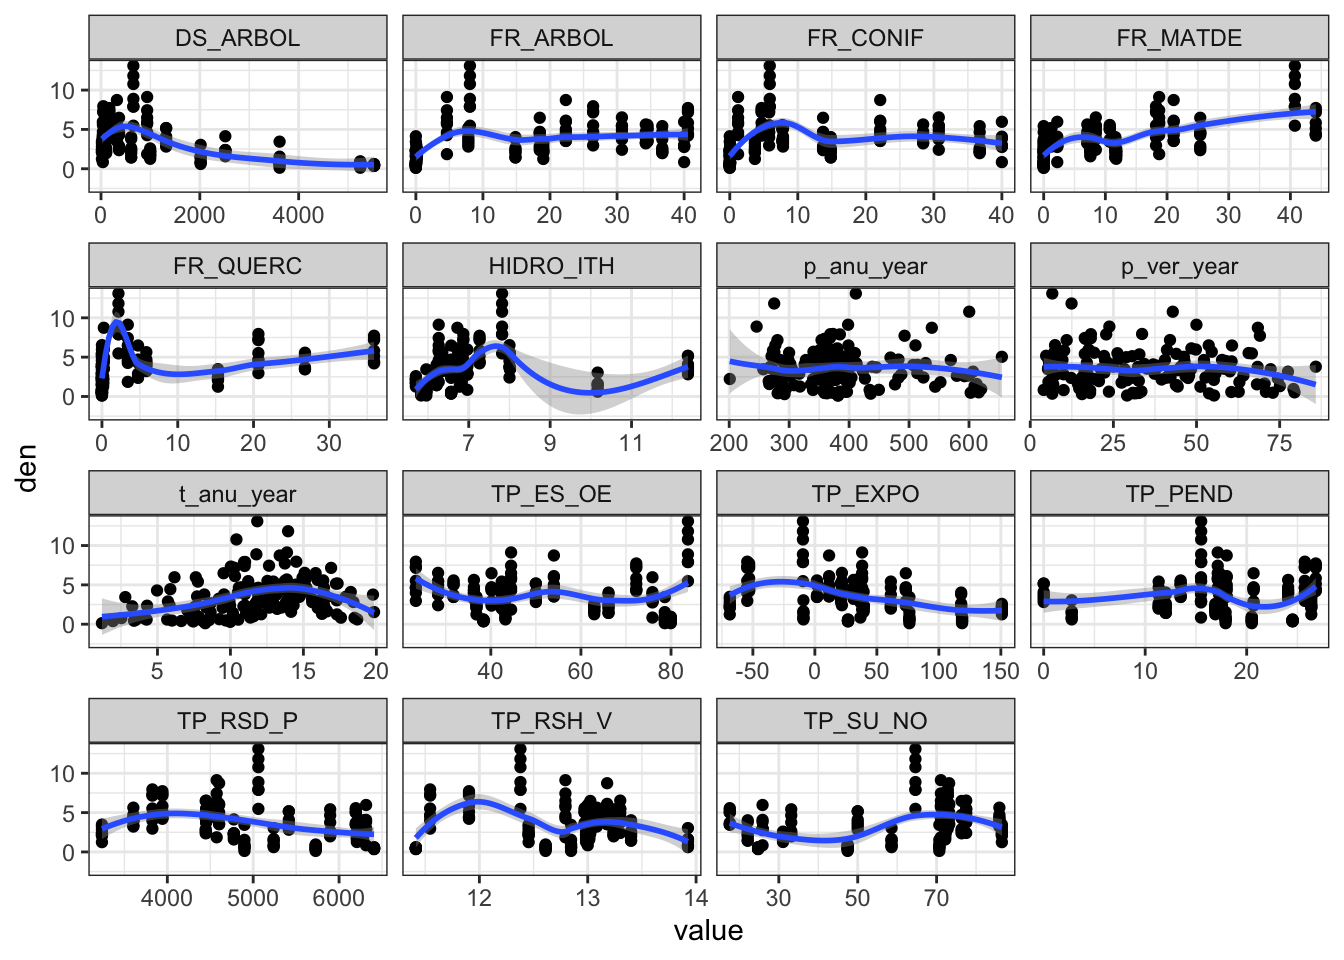 DS_ARBOL FR_ARBOL FR_CONIF FR_MATDE
10
5
0
0 2000 4000 0 10 20 30 40 0 10 20 30 40 0 10 20 30 40
FR_QUERC HIDRO_ITH p_anu_year p_ver_year
10
5
0
0 10 20 30 7 9 11 200 300 400 500 600 0 25 50 75
den
t_anu_year TP_ES_OE TP_EXPO TP_PEND
10
5
0
5 10 15 20 40 60 80 -50 0 50 100 150 0 10 20
TP_RSD_P TP_RSH_V TP_SU_NO
10
5
0
4000 5000 6000 12 13 14 30 50 70
value